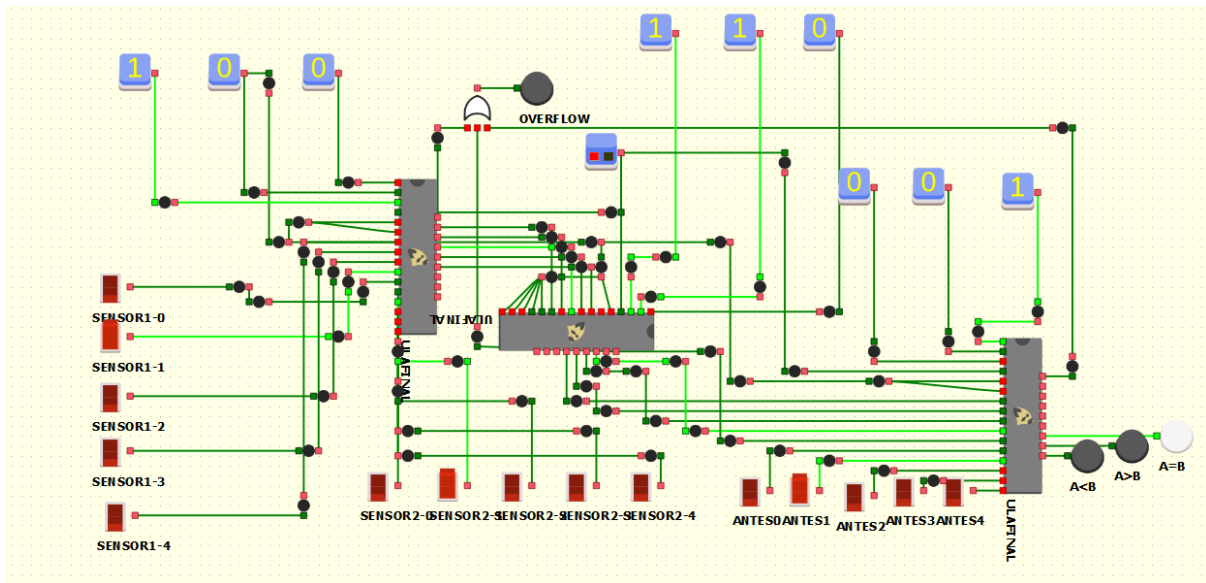 1 1 0
1 0 0
OVERFLOW
0 0 1
SENSOR1-0
ULAFINAL
SENSOR1-1
ULAFINAL
SENSOR1-2
SENSOR1-3
A<B A>B A=B
SENSOR2-0
SENSOR2-4
ANTES0
ANTES1
ANTES2
ANTES3
ANTES4
SENSOR1-4
ULAFINAL